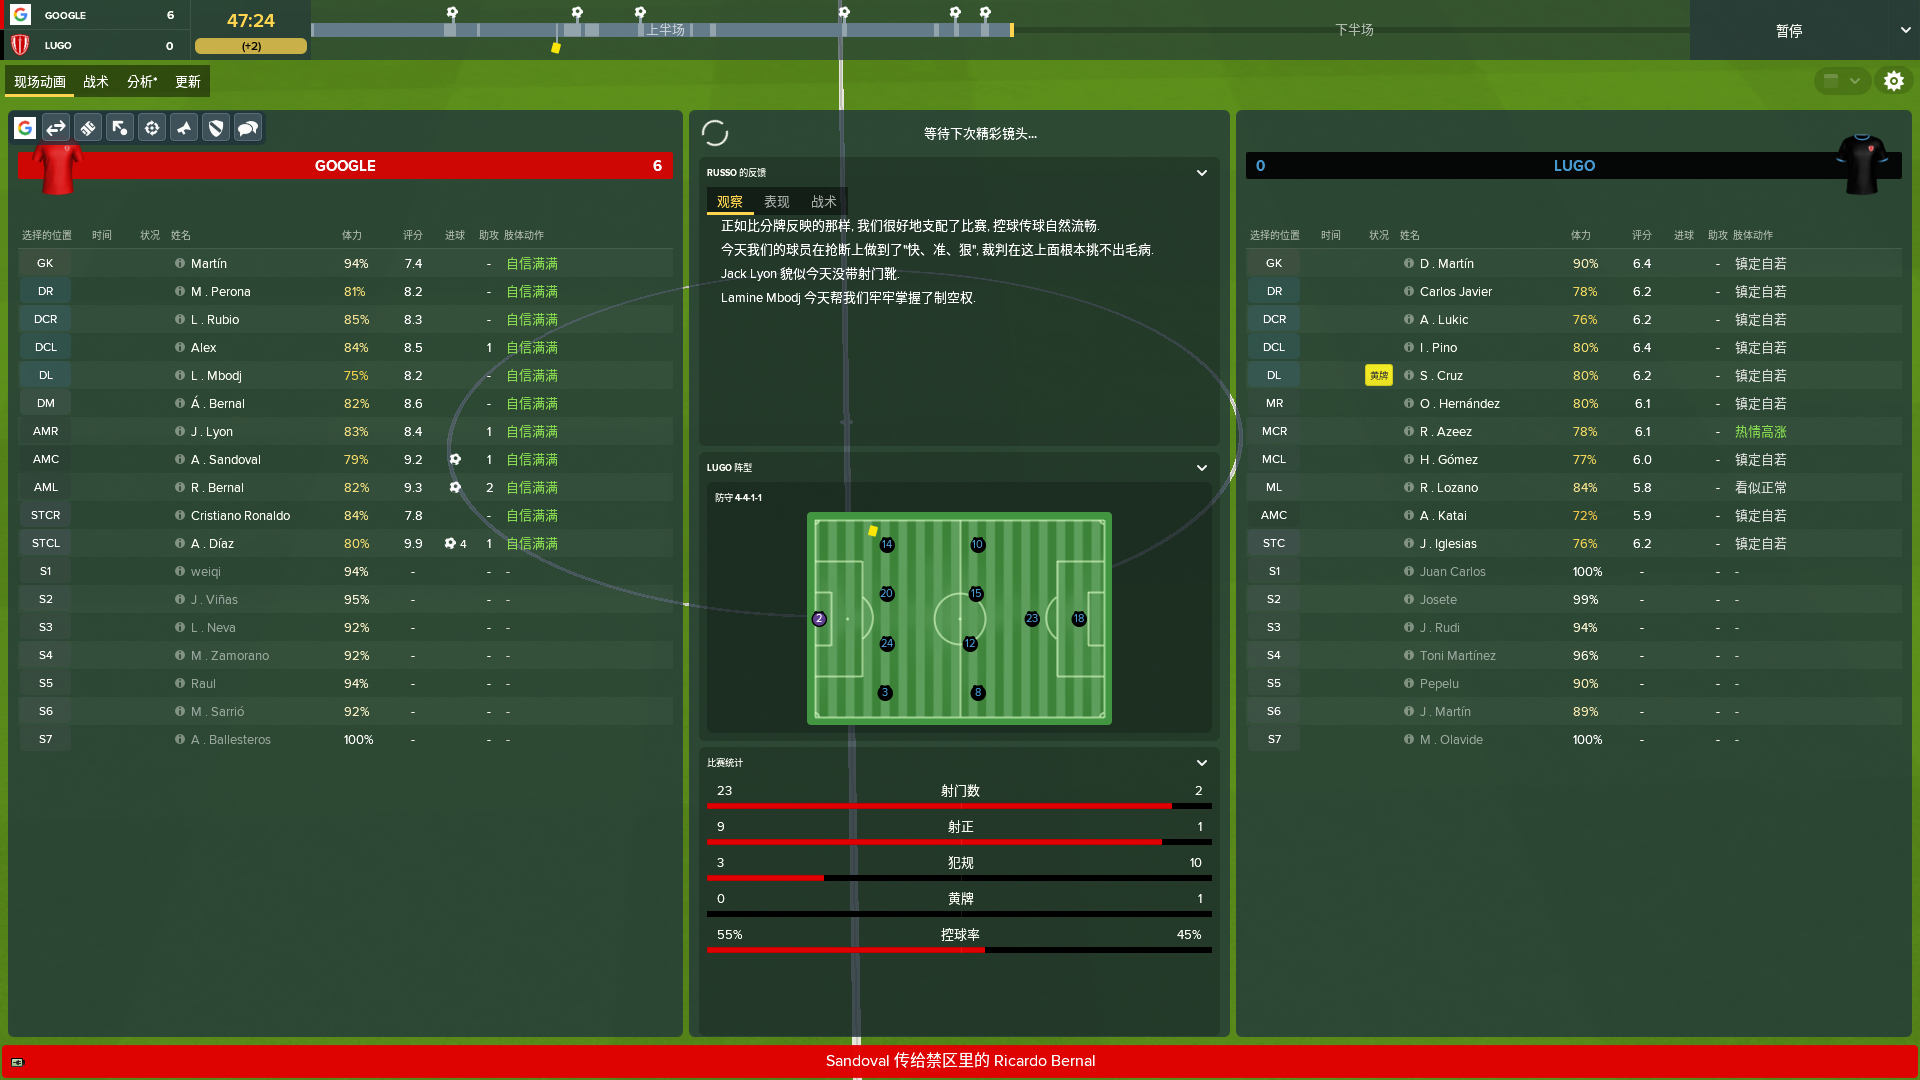 GOOGLE 6
LUGO 0
47:24
(+2)
上半场
下半场
暂停
现场动画 战术 分析* 更新
GOOGLE 6
选择的位置 时间 状况 姓名 体力 评分 进球 助攻 肢体动作
GK Martín 94% 7.4 - 自信满满
DR M . Perona 81% 8.2 - 自信满满
DCR L . Rubio 85% 8.3 - 自信满满
DCL Alex 84% 8.5 1 自信满满
DL L . Mbodj 75% 8.2 - 自信满满
DM Á . Bernal 82% 8.6 - 自信满满
AMR J . Lyon 83% 8.4 1 自信满满
AMC A . Sandoval 79% 9.2 1 自信满满
AML R . Bernal 82% 9.3 2 自信满满
STCR Cristiano Ronaldo 84% 7.8 - 自信满满
STCL A . Díaz 80% 9.9 4 1 自信满满
S1 weiqi 94% - - -
S2 J . Viñas 95% - - -
S3 L . Neva 92% - - -
S4 M . Zamorano 92% - - -
S5 Raul 94% - - -
S6 M . Sarrió 92% - - -
S7 A . Ballesteros 100% - - -
等待下次精彩镜头...
RUSSO 的反馈
观察 表现 战术
正如比分牌反映的那样, 我们很好地支配了比赛, 控球传球自然流畅.
今天我们的球员在抢断上做到了"快、准、狠", 裁判在这上面根本挑不出毛病.
Jack Lyon 貌似今天没带射门靴.
Lamine Mbodj 今天帮我们牢牢掌握了制空权.
LUGO 阵型
防守 4-4-1-1
14 10
20 15
2 23 18
24 12
3 8
比赛统计
23 射门数 2
9 射正 1
3 犯规 10
0 黄牌 1
55% 控球率 45%
0 LUGO
选择的位置 时间 状况 姓名 体力 评分 进球 助攻 肢体动作
GK D . Martín 90% 6.4 - 镇定自若
DR Carlos Javier 78% 6.2 - 镇定自若
DCR A . Lukic 76% 6.2 - 镇定自若
DCL I . Pino 80% 6.4 - 镇定自若
DL 黄牌 S . Cruz 80% 6.2 - 镇定自若
MR O . Hernández 80% 6.1 - 镇定自若
MCR R . Azeez 78% 6.1 - 热情高涨
MCL H . Gómez 77% 6.0 - 镇定自若
ML R . Lozano 84% 5.8 - 看似正常
AMC A . Katai 72% 5.9 - 镇定自若
STC J . Iglesias 76% 6.2 - 镇定自若
S1 Juan Carlos 100% - - -
S2 Josete 99% - - -
S3 J . Rudi 94% - - -
S4 Toni Martínez 96% - - -
S5 Pepelu 90% - - -
S6 J . Martín 89% - - -
S7 M . Olavide 100% - - -
Sandoval 传给禁区里的 Ricardo Bernal